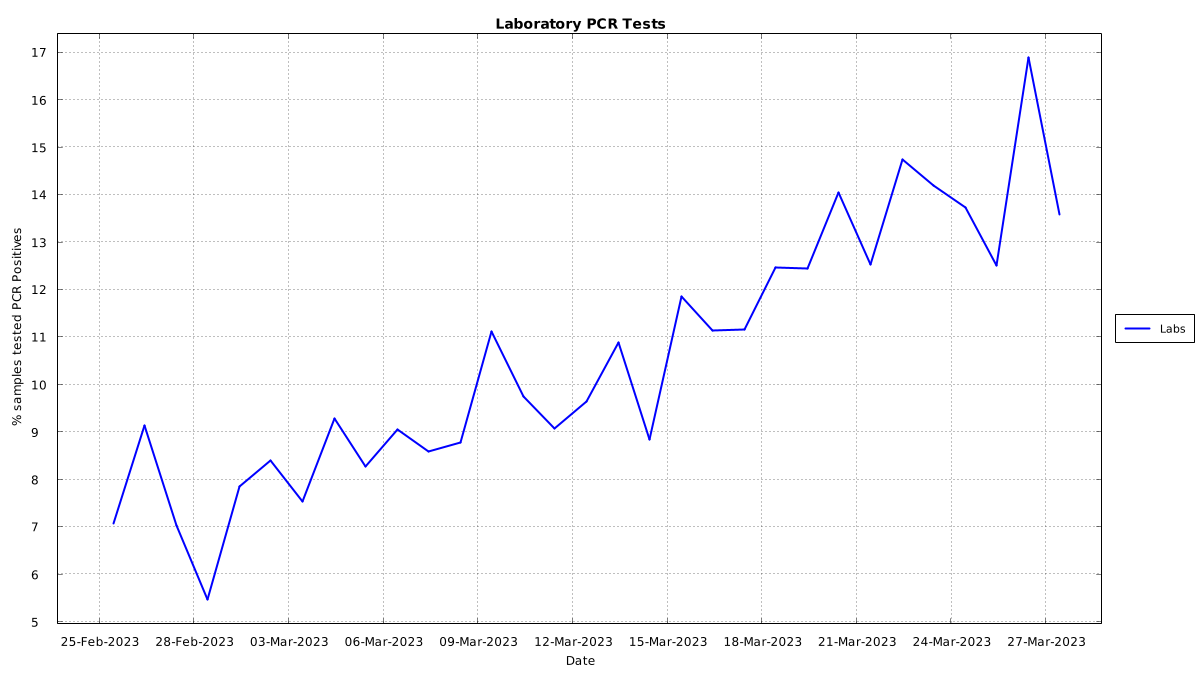 Laboratory PCR Tests
17
16
15
14
13
12
11
10
9
8
7
6
5
% samples tested PCR Positives
25-Feb-2023 28-Feb-2023 03-Mar-2023 06-Mar-2023 09-Mar-2023 12-Mar-2023 15-Mar-2023 18-Mar-2023 21-Mar-2023 24-Mar-2023 27-Mar-2023
Date
Labs